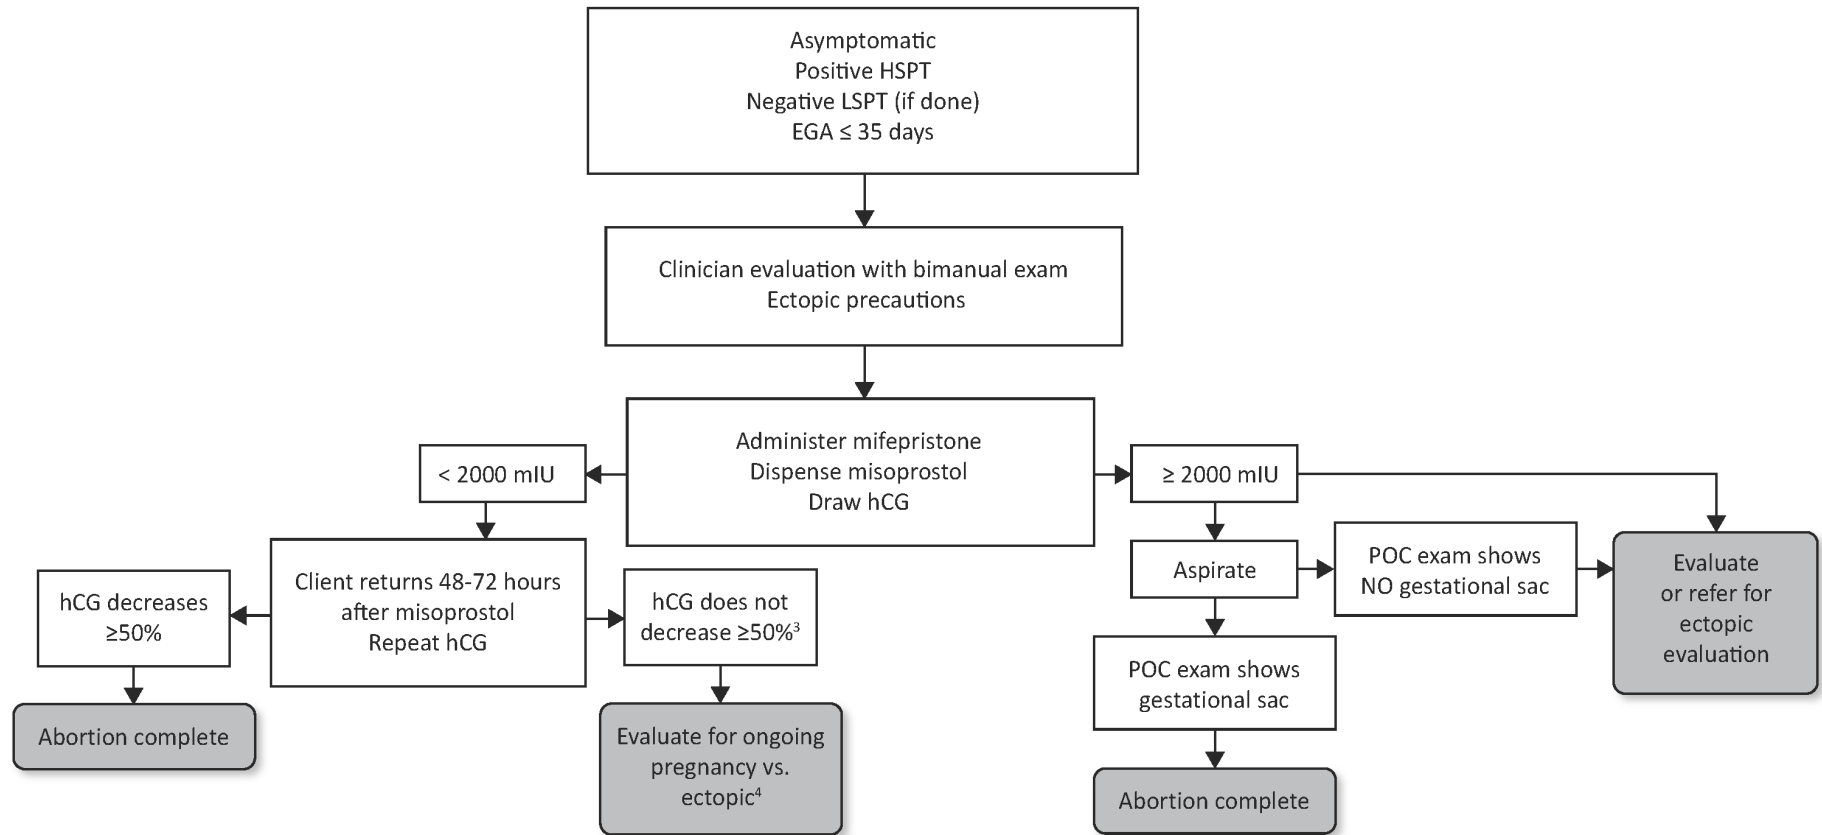 Asymptomatic
Positive HSPT
Negative LSPT (if done)
EGA ≤ 35 days
Clinician evaluation with bimanual exam
Ectopic precautions
Administer mifepristone
Dispense misoprostol
Draw hCG
< 2000 mIU
≥ 2000 mIU
Client returns 48-72 hours
after misoprostol
Repeat hCG
hCG decreases
≥50%
hCG does not
decrease ≥50%³
Abortion complete
Evaluate for ongoing
pregnancy vs.
ectopic⁴
Aspirate
POC exam shows
NO gestational sac
Evaluate
or refer for
ectopic
evaluation
POC exam shows
gestational sac
Abortion complete